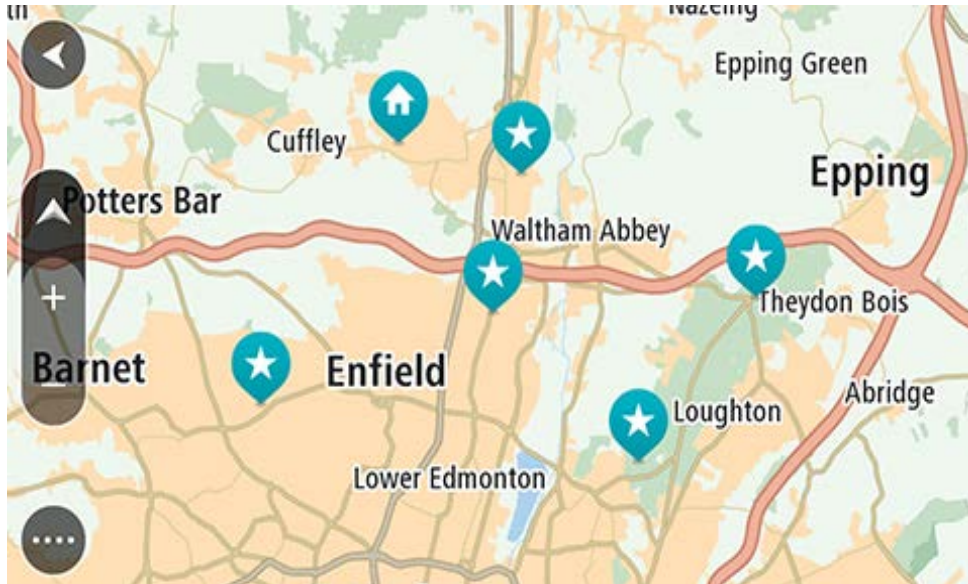 Nazeing
Epping Green
Cuffley
Epping
Potters Bar
Waltham Abbey
Theydon Bois
Barnet
Enfield
Abridge
Loughton
Lower Edmonton